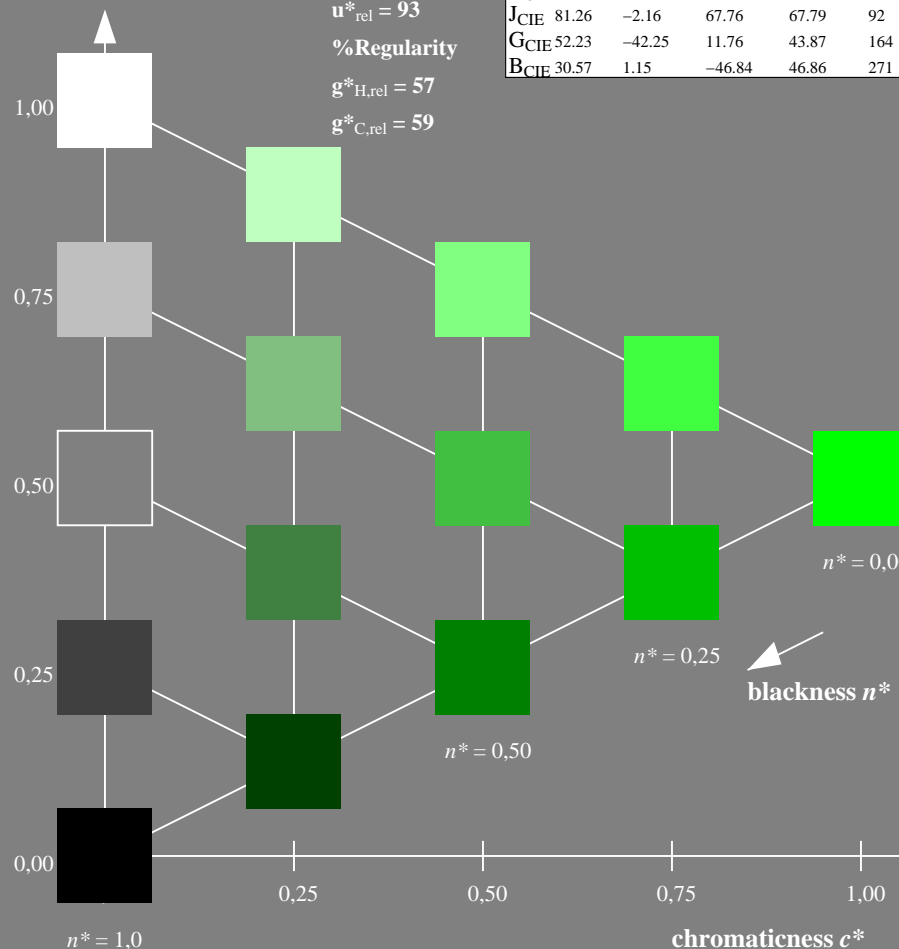 u*rel = 93
%Regularity
g*H,rel = 57
g*C,rel = 59
JCIE 81.26 −2.16 67.76 67.79 92
GCIE 52.23 −42.25 11.76 43.87 164
BCIE 30.57 1.15 −46.84 46.86 271
1,00
0,75
0,50
0,25
0,00
n* = 0,0
n* = 0,25
blackness n*
n* = 0,50
0,25 0,50 0,75 1,00
n* = 1,0
chromaticness c*